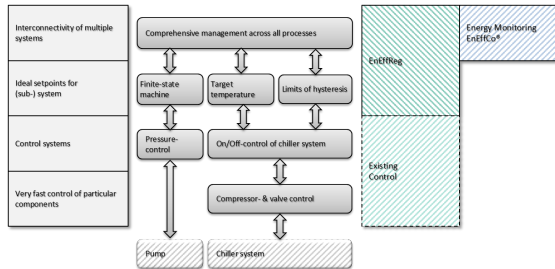 Interconnectivity of multiple
systems
Comprehensive management across all processes
EnEffReg
Energy Monitoring
EnEffCo®
Ideal setpoints for
(sub-) system
Finite-state
machine
Target
temperature
Limits of hysteresis
Control systems
Pressure-
control
On/Off-control of chiller system
Existing
Control
Very fast control of particular
components
Compressor- & valve control
Pump
Chiller system